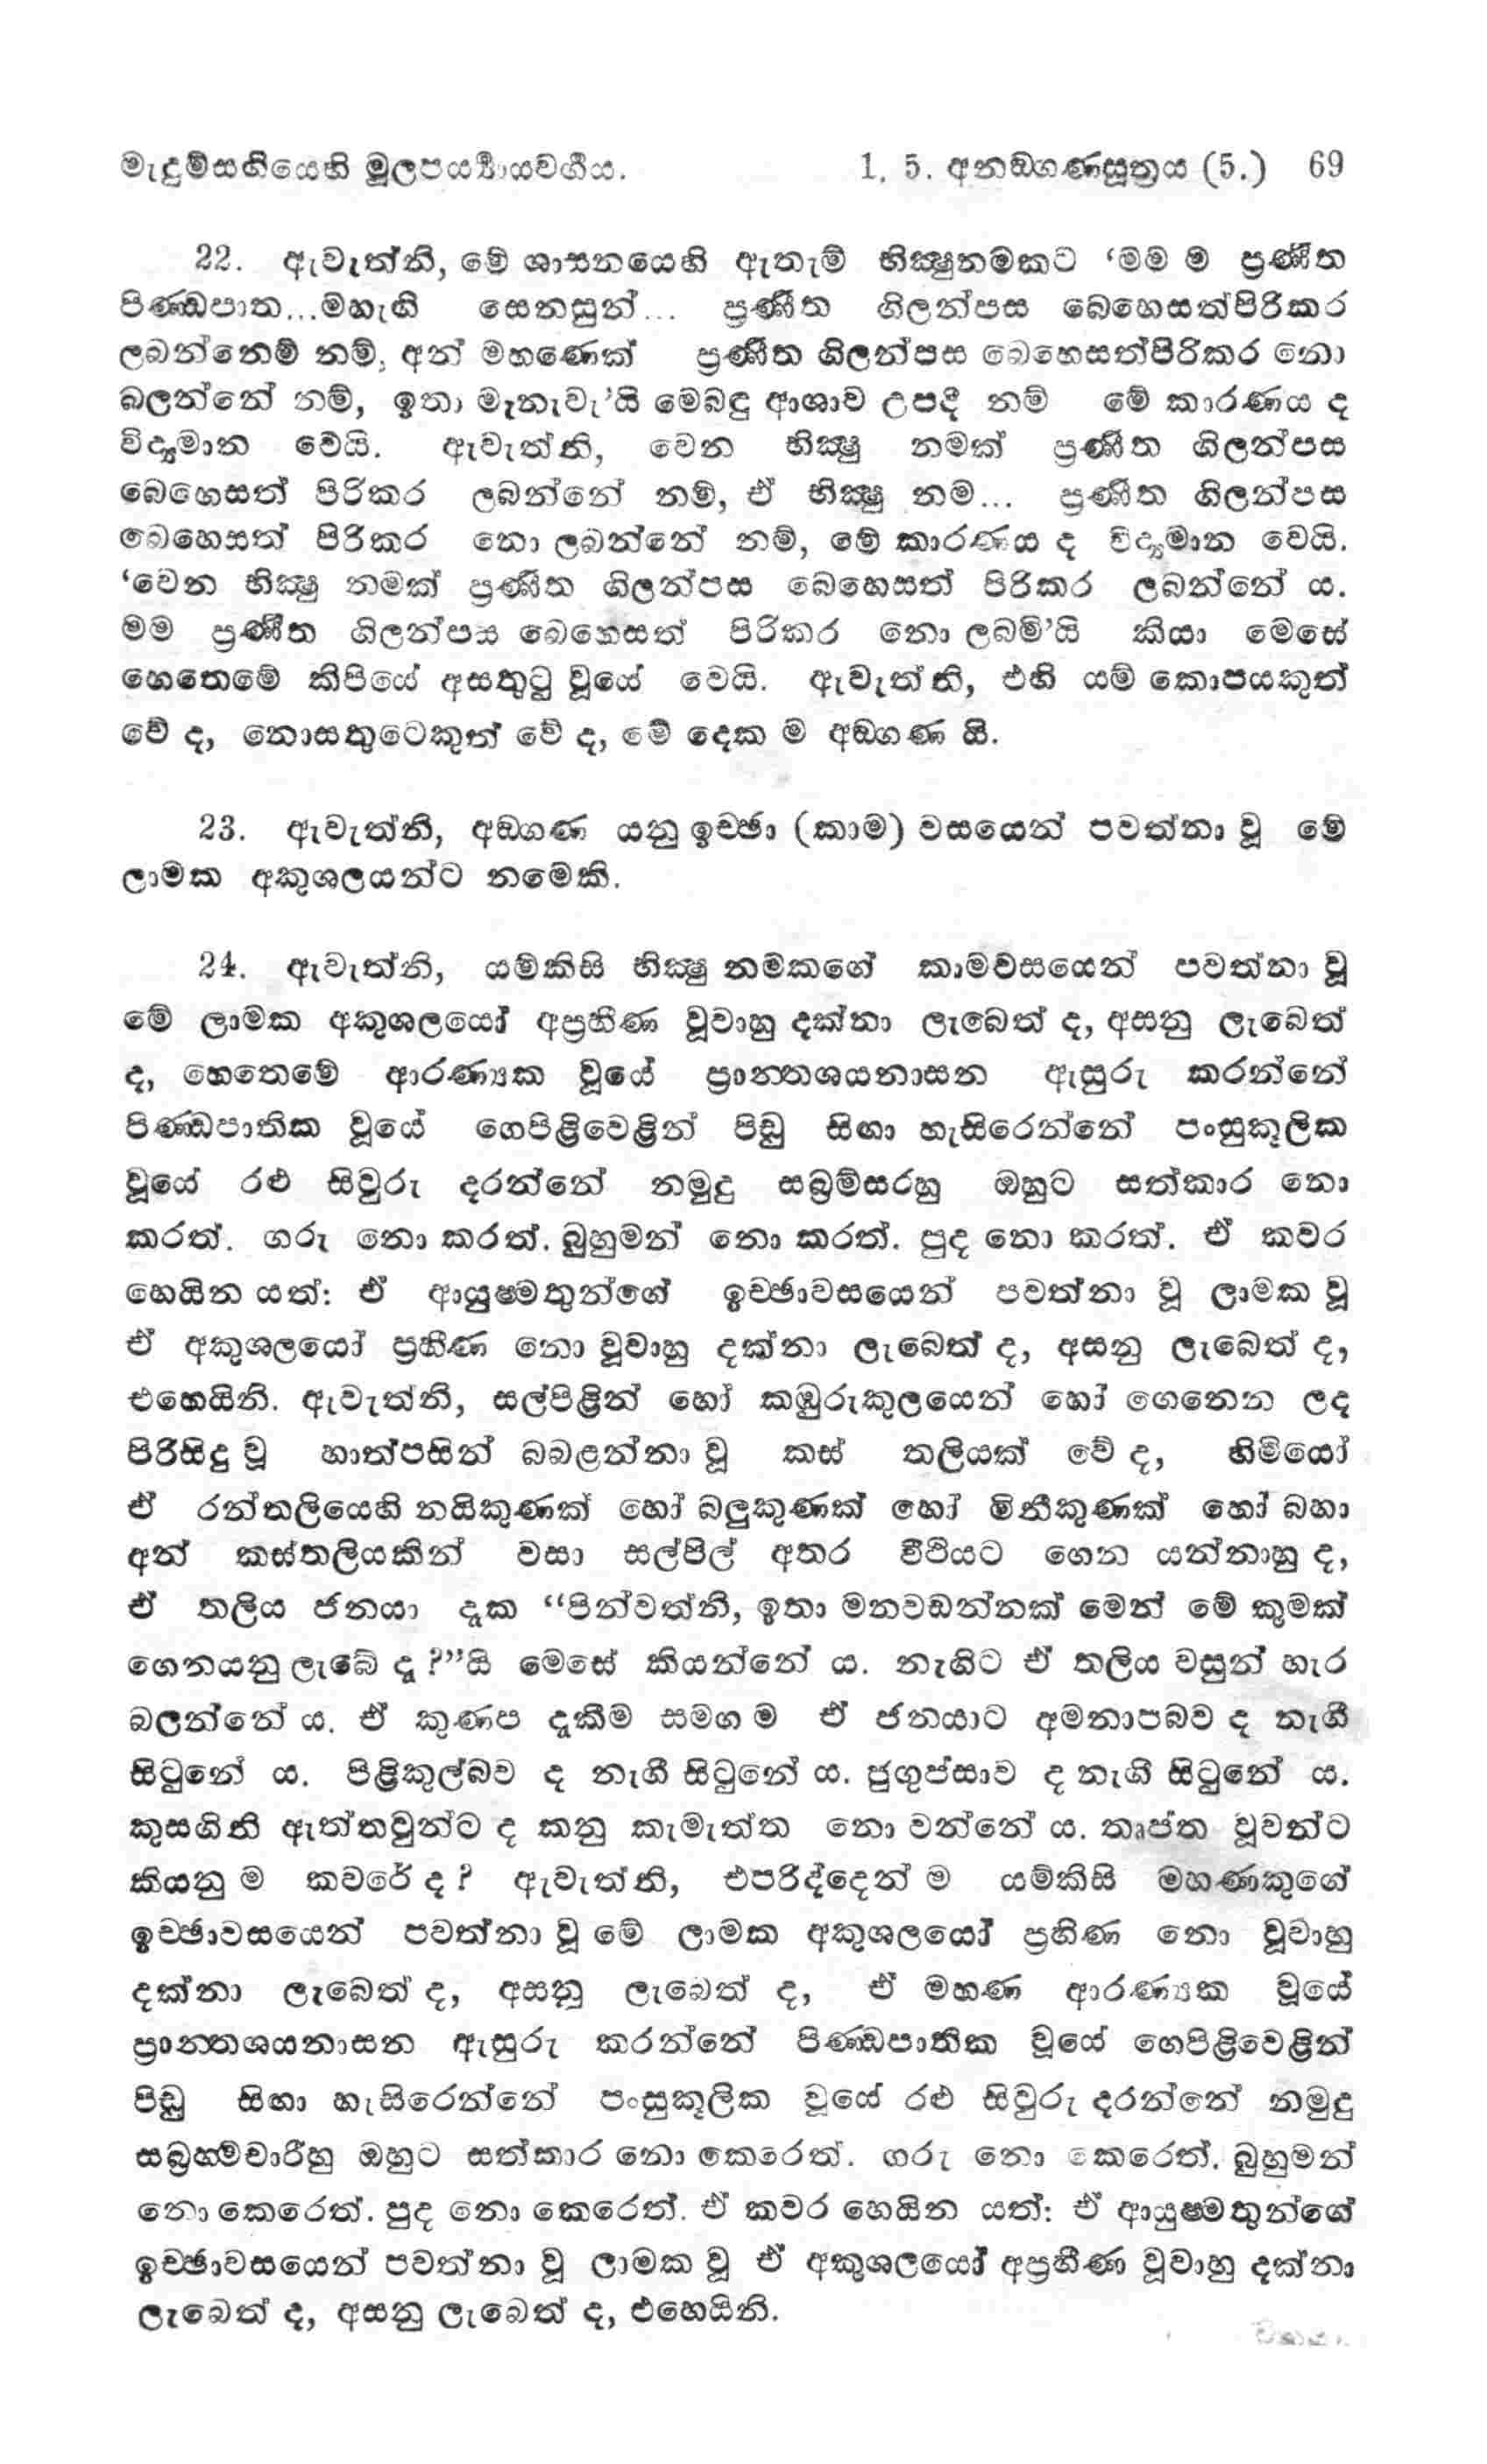 මැදුම්සඟියෙහි මූලපර්‍ය්‍යායවර්‍ගය. 1. 5. අනඞ්ගණසූත්‍රය (5.) 69
22. ඇවැත්නි, මේ ශාසනයෙහි ඇතැම් භික්‍ෂුනමකට ‘මම ම ප්‍රණීත
පිණ්ඩපාත...මහැඟි සෙනසුන්... ප්‍රණීත ගිලන්පස බෙහෙසත්පිරිකර
ලබන්නෙම් නම්, අන් මහණෙක් ප්‍රණීත ගිලන්පස බෙහෙසත්පිරිකර නො
බලන්නේ නම්, ඉතා මැනැවැ’යි මෙබඳු ආශාව උපදී නම් මේ කාරණය ද
විද්‍යමාන වෙයි. ඇවැත්නි, වෙන භික්‍ෂු නමක් ප්‍රණීත ගිලන්පස
බෙහෙසත් පිරිකර ලබන්නේ නම්, ඒ භික්‍ෂු නම... ප්‍රණීත ගිලන්පස
බෙහෙසත් පිරිකර නො ලබන්නේ නම්, මේ කාරණය ද විද්‍යමාන වෙයි.
‘වෙන භික්‍ෂු නමක් ප්‍රණීත ගිලන්පස බෙහෙසත් පිරිකර ලබන්නේ ය.
මම ප්‍රණීත ගිලන්පස බෙහෙසත් පිරිකර නො ලබමි’යි කියා මෙසේ
හෙතෙමේ කිපියේ අසතුටු වූයේ වෙයි. ඇවැත්නි, එහි යම් කොපයකුත්
වේ ද, නොසතුටෙකුත් වේ ද, මේ දෙක ම අඞ්ගණ යි.
23. ඇවැත්නි, අඞ්ගණ යනු ඉච්ඡා (කාම) වසයෙන් පවත්නා වූ මේ
ලාමක අකුශලයන්ට නමෙකි.
24. ඇවැත්නි, යම්කිසි භික්‍ෂු නමකගේ කාමවසයෙන් පවත්නා වූ
මේ ලාමක අකුශලයෝ අප්‍රහීණ වූවාහු දක්නා ලැබෙත් ද, අසනු ලැබෙත්
ද, හෙතෙමේ ආරණ්‍යක වූයේ ප්‍රාන්තශයනාසන ඇසුරු කරන්නේ
පිණ්ඩපාතික වූයේ ගෙපිළිවෙළින් පිඬු සිඟා හැසිරෙන්නේ පංසුකූලික
වූයේ රළු සිවුරු දරන්නේ නමුදු සබ්‍රම්සරහු ඔහුට සත්කාර නො
කරත්. ගරු නො කරත්. බුහුමන් නො කරත්. පුද නො කරත්. ඒ කවර
හෙයින යත්: ඒ ආයුෂ්මතුන්ගේ ඉච්ඡාවසයෙන් පවත්නා වූ ලාමක වූ
ඒ අකුශලයෝ ප්‍රහීණ නො වූවාහු දක්නා ලැබෙත් ද, අසනු ලැබෙත් ද,
එහෙයිනි. ඇවැත්නි, සල්පිළින් හෝ කඹුරුකුලයෙන් හෝ ගෙනෙන ලද
පිරිසිදු වූ හාත්පසින් බබළන්නා වූ කස් තලියක් වේ ද, හිමියෝ
ඒ රන්තලියෙහි නයිකුණක් හෝ බලුකුණක් හෝ මිනීකුණක් හෝ බහා
අන් කස්තලියකින් වසා සල්පිල් අතර වීථියට ගෙන යන්නාහු ද,
ඒ තලිය ජනයා දැක “පින්වත්නි, ඉතා මනවඩන්නක් මෙන් මේ කුමක්
ගෙනයනු ලැබේ දැ ?”යි මෙසේ කියන්නේ ය. නැඟිට ඒ තලිය වසුන් හැර
බලන්නේ ය. ඒ කුණප දැකීම සමග ම ඒ ජනයාට අමනාපබව ද නැගී
සිටුනේ ය. පිළිකුල්බව ද නැගී සිටුනේ ය. ජුගුප්සාව ද නැගී සිටුනේ ය.
කුසගිනි ඇත්තවුන්ට ද කනු කැමැත්ත නො වන්නේ ය. තෘප්ත වූවන්ට
කියනු ම කවරේ ද? ඇවැත්නි, එපරිද්දෙන් ම යම්කිසි මහණකුගේ
ඉච්ඡාවසයෙන් පවත්නා වූ මේ ලාමක අකුශලයෝ ප්‍රහිණ නො වූවාහු
දක්නා ලැබෙත් ද, අසනු ලැබෙත් ද, ඒ මහණ ආරණ්‍යක වූයේ
ප්‍රාන්තශයනාසන ඇසුරු කරන්නේ පිණ්ඩපාතික වූයේ ගෙපිළිවෙළින්
පිඬු සිඟා හැසිරෙන්නේ පංසුකූලික වූයේ රළු සිවුරු දරන්නේ නමුදු
සබ්‍රහ්මචාරීහු ඔහුට සත්කාර නො කෙරෙත්. ගරු නො කෙරෙත්. බුහුමන්
නො කෙරෙත්. පුද නො කෙරෙත්. ඒ කවර හෙයින යත්: ඒ ආයුෂ්මතුන්ගේ
ඉච්ඡාවසයෙන් පවත්නා වූ ලාමක වූ ඒ අකුශලයෝ අප්‍රහීණ වූවාහු දක්නා
ලැබෙත් ද, අසනු ලැබෙත් ද, එහෙයිනි.